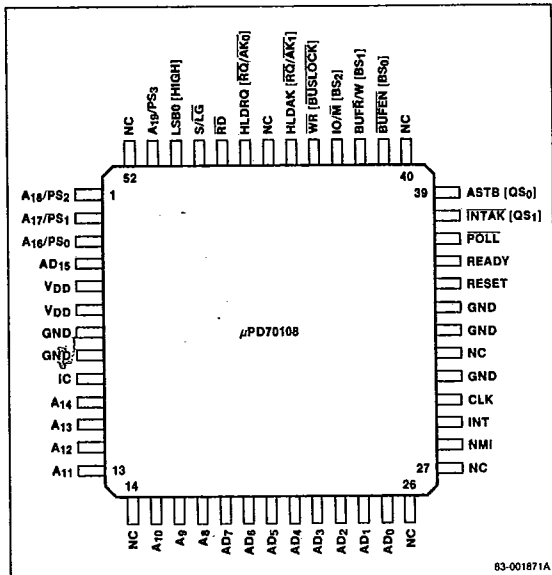 NC
A19/PS3
LSB0 [HIGH]
S/LG
RD
HLDRQ [RQ/AK0]
NC
HLDAK [RQ/AK1]
WR [BUSLOCK]
IO/M [BS2]
BUFR/W [BS1]
BUFEN [BS0]
NC
52
40
1
39
A18/PS2
A17/PS1
A16/PS0
AD15
VDD
VDD
GND
GND
IC
A14
A13
A12
A11
µPD70108
ASTB [QS0]
INTAK [QS1]
POLL
READY
RESET
GND
GND
NC
GND
CLK
INT
NMI
NC
13
14
27
26
NC
A10
A9
A8
AD7
AD6
AD5
AD4
AD3
AD2
AD1
AD0
NC
83-001871A